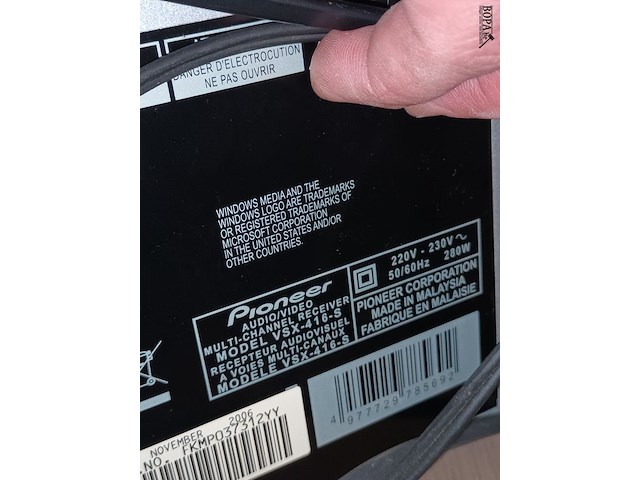 BOPA
DANGER D'ELECTROCUTION
NE PAS OUVRIR
WINDOWS MEDIA AND THE
WINDOWS LOGO ARE TRADEMARKS
OR REGISTERED TRADEMARKS OF
MICROSOFT CORPORATION
IN THE UNITED STATES AND/OR
OTHER COUNTRIES.
Pioneer
AUDIO/VIDEO
MULTI-CHANNEL RECEIVER
MODEL VSX-416-S
RECEPTEUR AUDIOVISUEL
A VOIES MULTI-CANAUX
MODELE VSX-416-S
220V - 230V~
50/60Hz 280W
PIONEER CORPORATION
MADE IN MALAYSIA
FABRIQUE EN MALAISIE
4 977729 785692
NOVEMBER 2006
.NO. FKMP037312YY